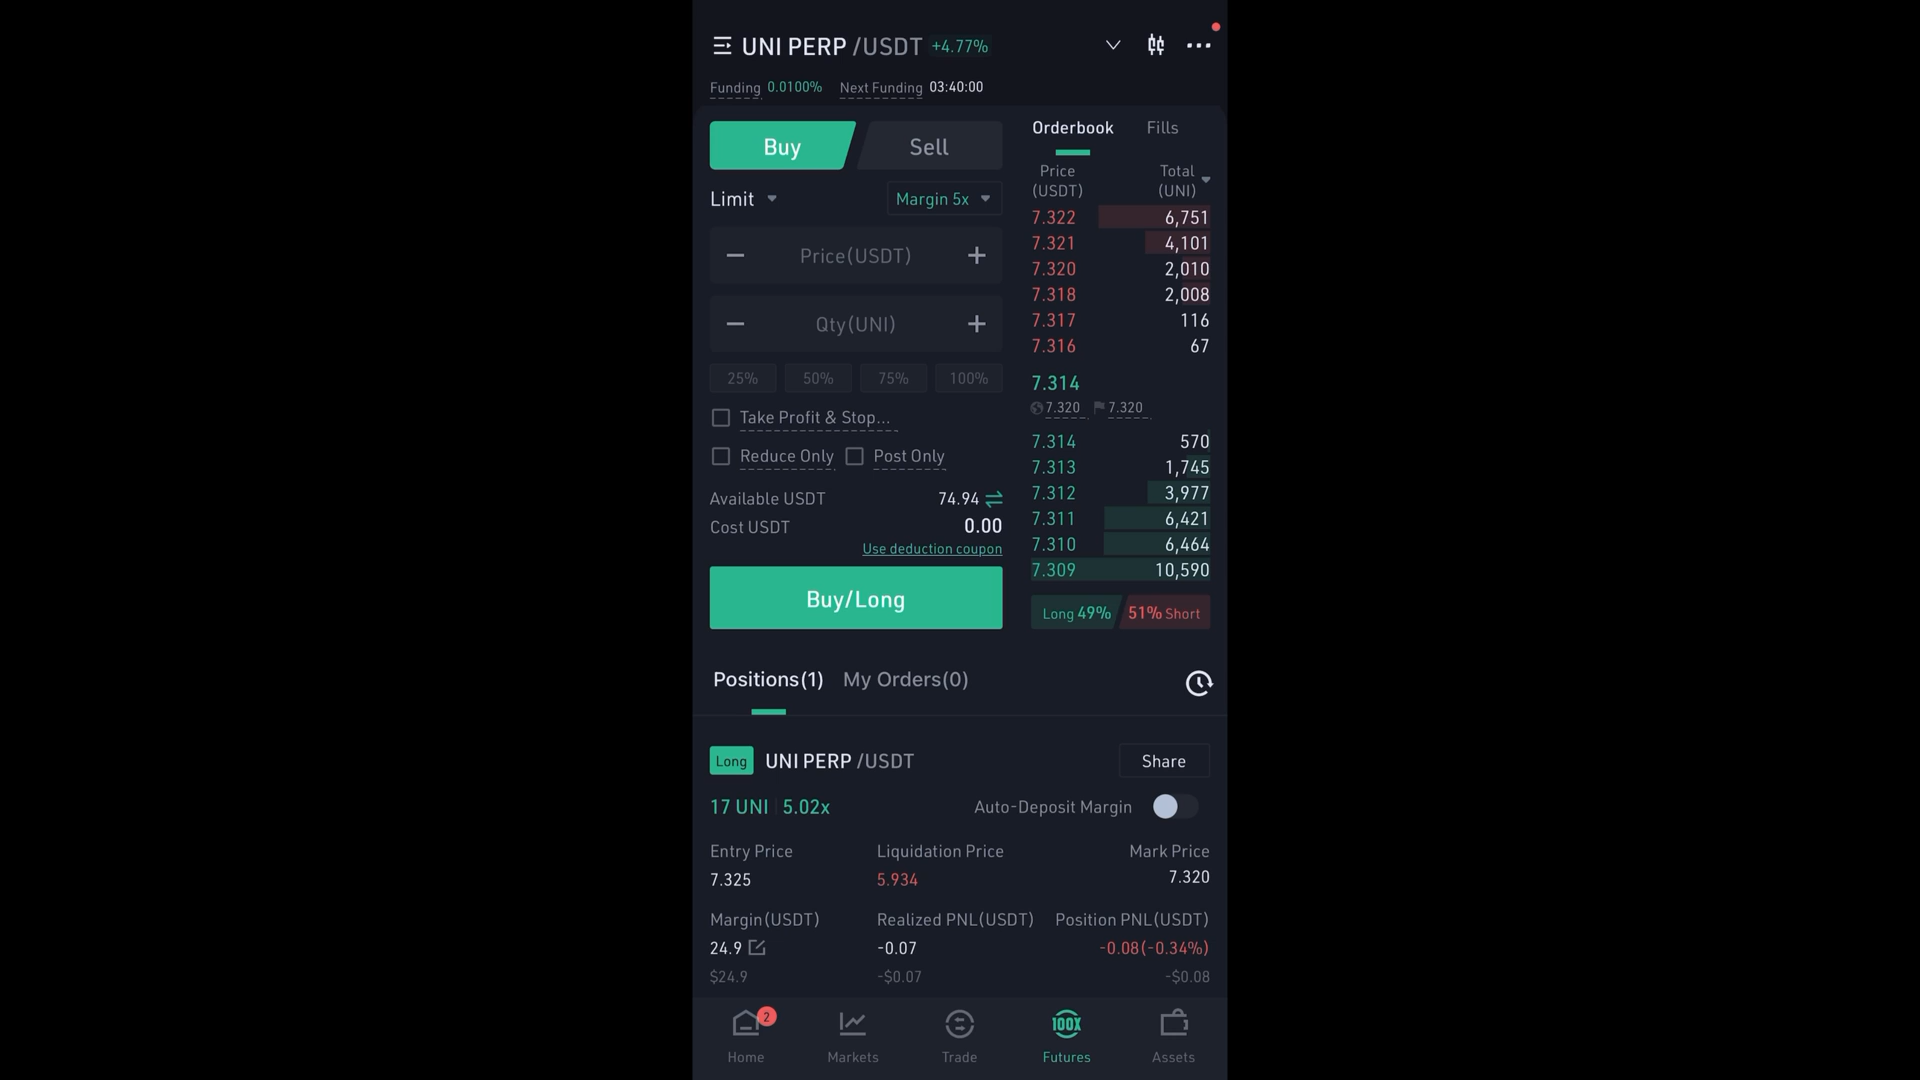 UNI PERP /USDT +4.77%
Funding 0.0100% Next Funding 03:40:00
Buy Sell
Limit Margin 5x
Price(USDT)
Qty(UNI)
25% 50% 75% 100%
Take Profit & Stop...
Reduce Only Post Only
Available USDT 74.94
Cost USDT 0.00
Use deduction coupon
Buy/Long
Orderbook Fills
Price (USDT) Total (UNI)
7.322 6,751
7.321 4,101
7.320 2,010
7.318 2,008
7.317 116
7.316 67
7.314
7.320 7.320
7.314 570
7.313 1,745
7.312 3,977
7.311 6,421
7.310 6,464
7.309 10,590
Long 49% 51% Short
Positions(1) My Orders(0)
Long UNI PERP /USDT Share
17 UNI 5.02x Auto-Deposit Margin
Entry Price Liquidation Price Mark Price
7.325 5.934 7.320
Margin(USDT) Realized PNL(USDT) Position PNL(USDT)
24.9 -0.07 -0.08(-0.34%)
$24.9 -$0.07 -$0.08
2 100X
Home Markets Trade Futures Assets